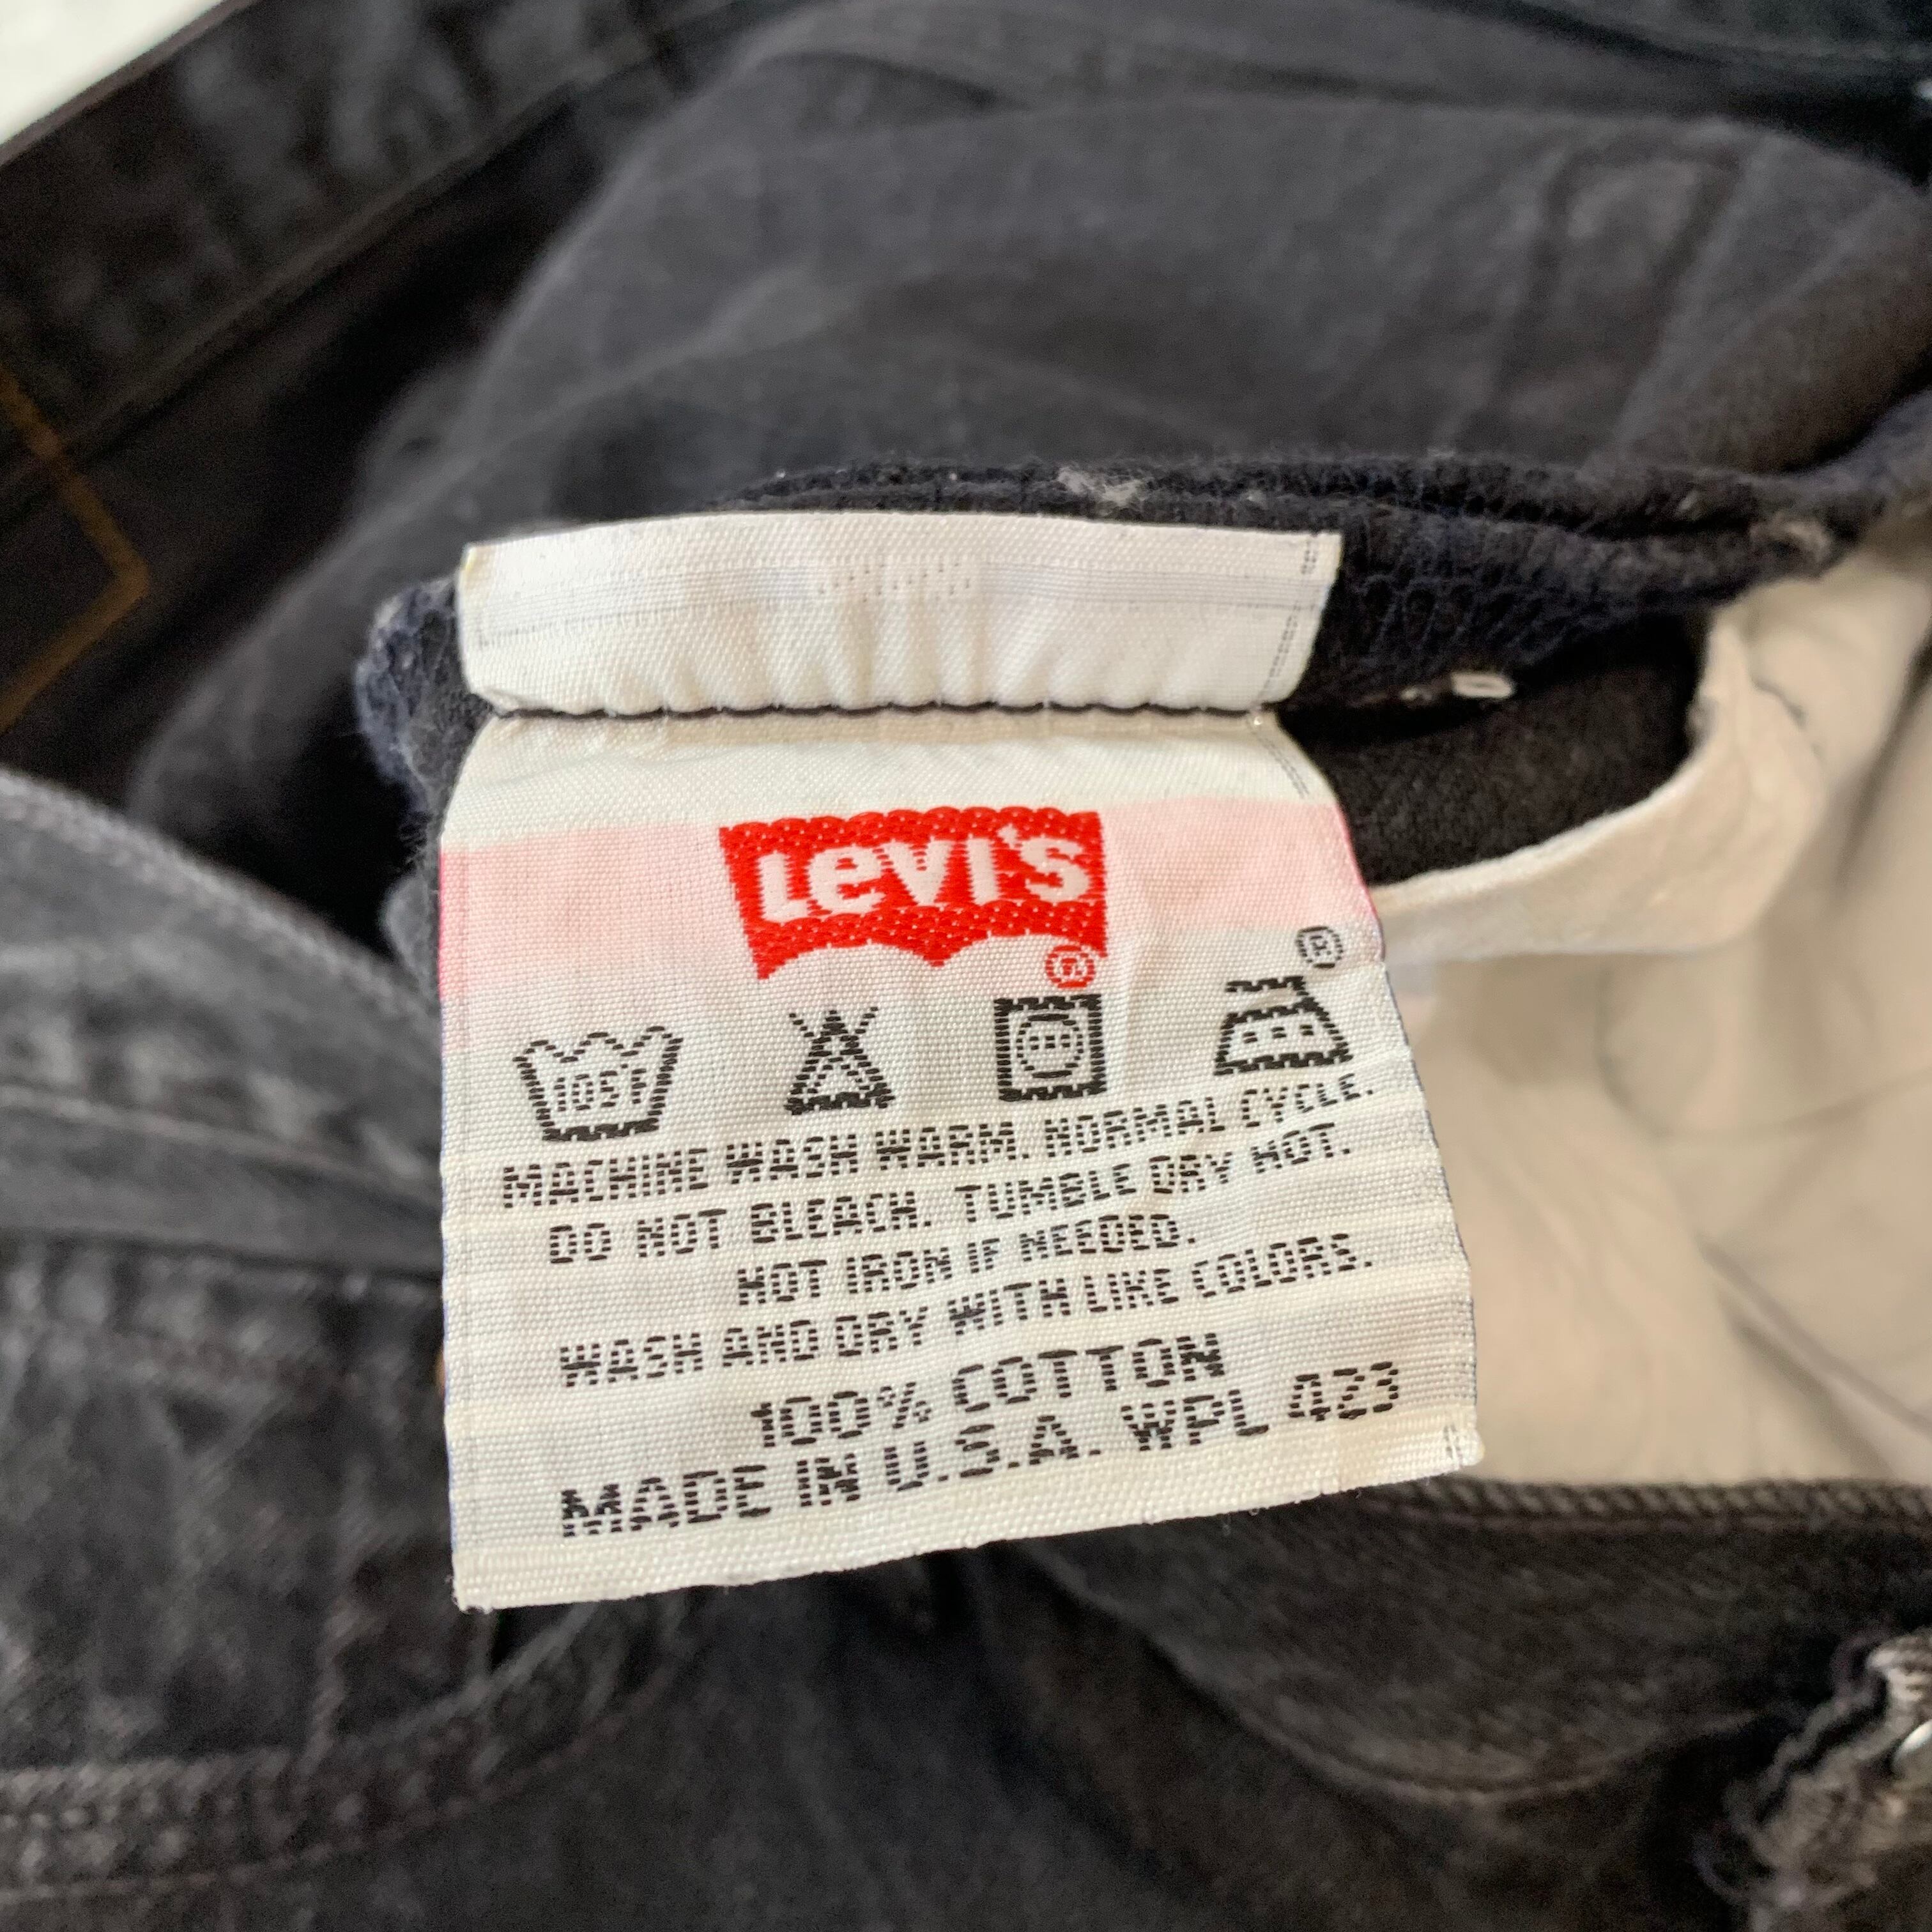 LEVI'S ®
®
105°F
MACHINE WASH WARM. NORMAL CYCLE.
DO NOT BLEACH. TUMBLE DRY HOT.
HOT IRON IF NEEDED.
WASH AND DRY WITH LIKE COLORS.
100% COTTON
MADE IN U.S.A. WPL 423